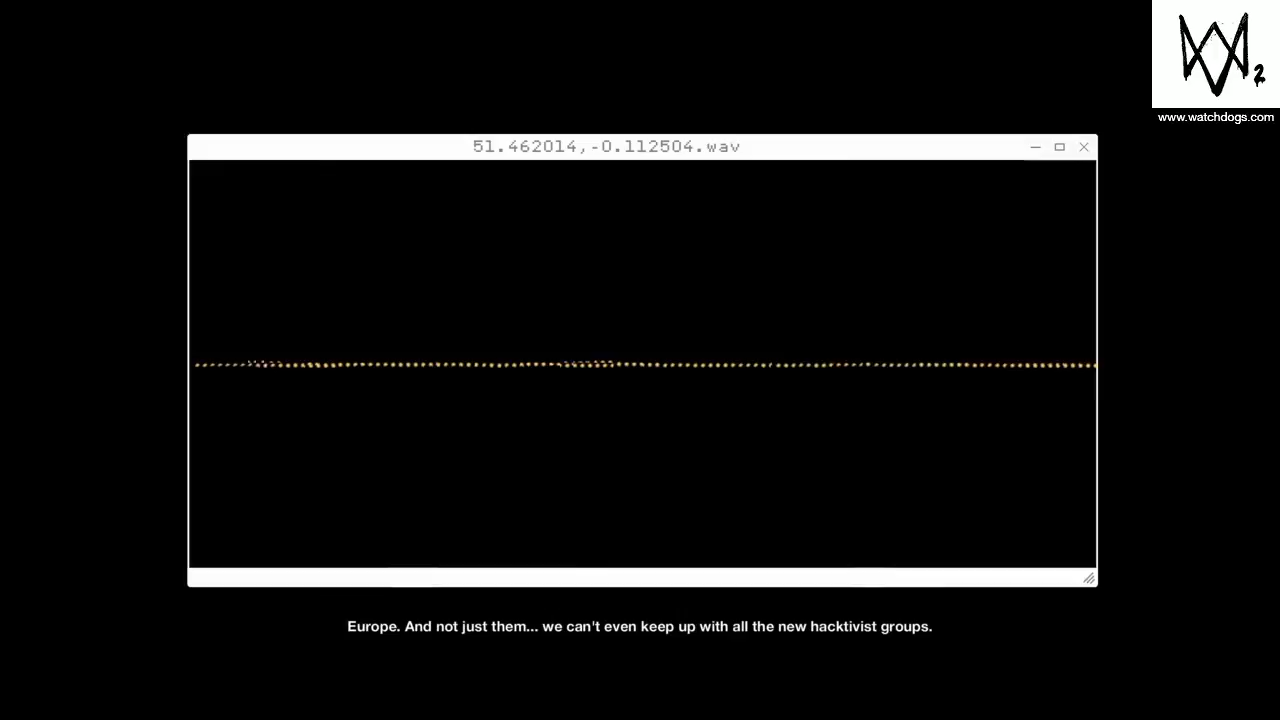 2
www.watchdogs.com
51.462014,-0.112504.wav
Europe. And not just them... we can't even keep up with all the new hacktivist groups.